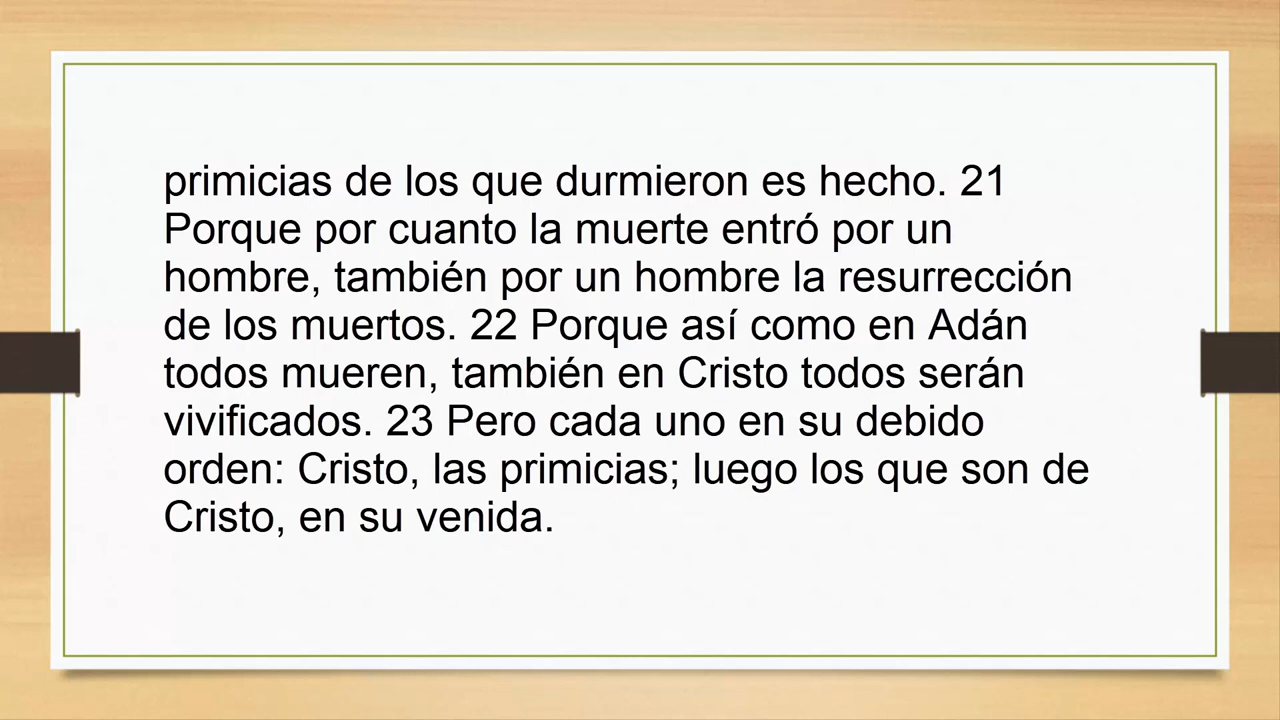 primicias de los que durmieron es hecho. 21
Porque por cuanto la muerte entró por un
hombre, también por un hombre la resurrección
de los muertos. 22 Porque así como en Adán
todos mueren, también en Cristo todos serán
vivificados. 23 Pero cada uno en su debido
orden: Cristo, las primicias; luego los que son de
Cristo, en su venida.